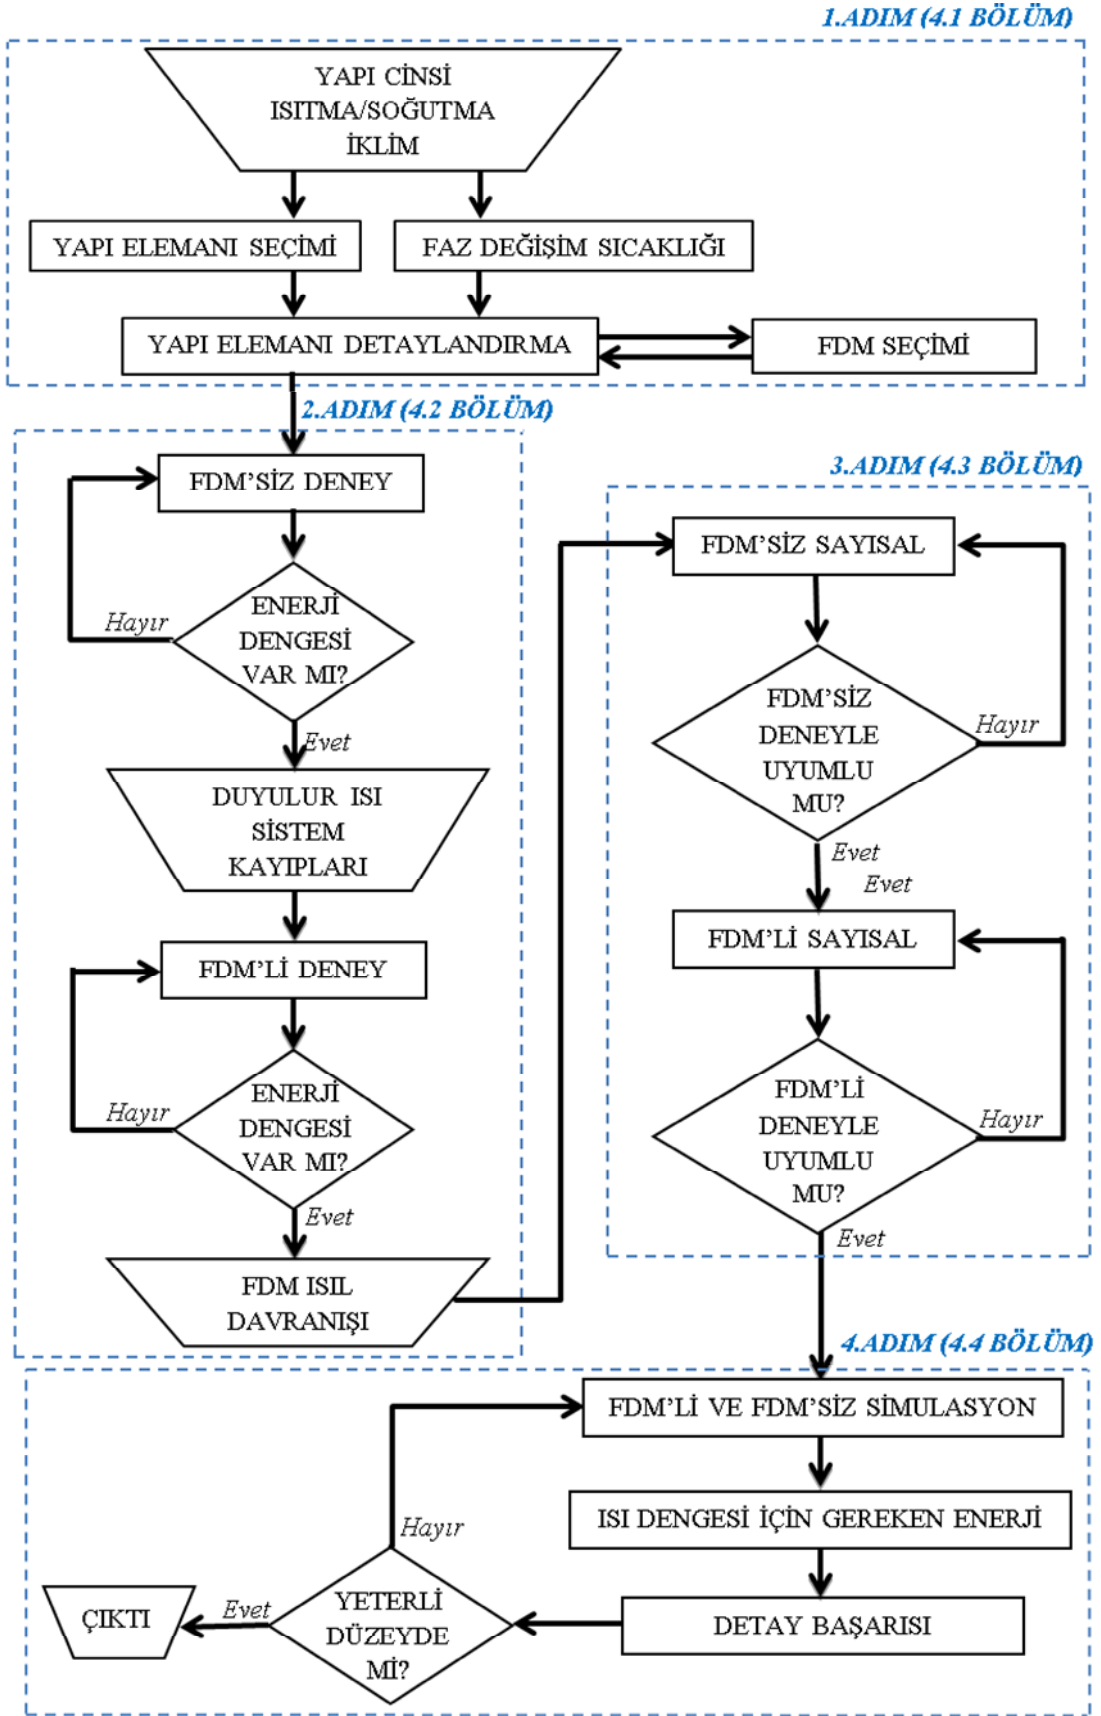 1.ADIM (4.1 BÖLÜM)
YAPI CİNSİ
ISITMA/SOĞUTMA
İKLİM
YAPI ELEMANI SEÇİMİ
FAZ DEĞİŞİM SICAKLIĞI
YAPI ELEMANI DETAYLANDIRMA
FDM SEÇİMİ
2.ADIM (4.2 BÖLÜM)
FDM'SİZ DENEY
Hayır
ENERJİ
DENGESİ
VAR MI?
Evet
DUYULUR ISI
SİSTEM
KAYIPLARI
FDM'Lİ DENEY
Hayır
ENERJİ
DENGESİ
VAR MI?
Evet
FDM ISIL
DAVRANIŞI
3.ADIM (4.3 BÖLÜM)
FDM'SİZ SAYISAL
FDM'SİZ
DENEYLE
UYUMLU
MU?
Hayır
Evet
Evet
FDM'Lİ SAYISAL
FDM'Lİ
DENEYLE
UYUMLU
MU?
Hayır
Evet
4.ADIM (4.4 BÖLÜM)
FDM'Lİ VE FDM'SİZ SİMULASYON
ISI DENGESİ İÇİN GEREKEN ENERJİ
DETAY BAŞARISI
Hayır
YETERLİ
DÜZEYDE
Mİ?
Evet
ÇIKTI